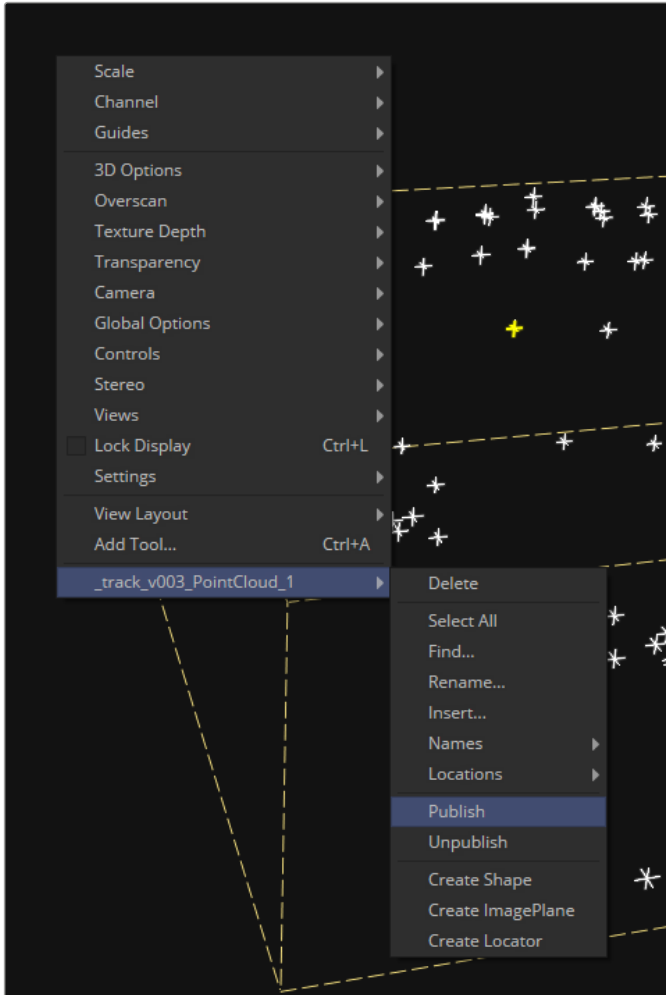 Scale
Channel
Guides
3D Options
Overscan
Texture Depth
Transparency
Camera
Global Options
Controls
Stereo
Views
Lock Display Ctrl+L
Settings
View Layout
Add Tool... Ctrl+A
_track_v003_PointCloud_1
Delete
Select All
Find...
Rename...
Insert...
Names
Locations
Publish
Unpublish
Create Shape
Create ImagePlane
Create Locator